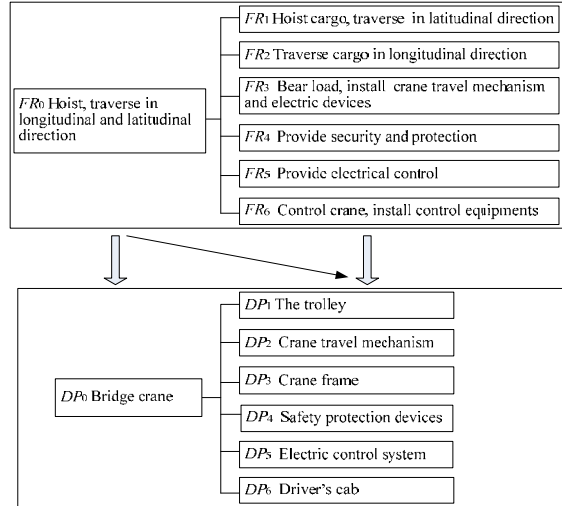 FR1 Hoist cargo, traverse in latitudinal direction
FR2 Traverse cargo in longitudinal direction
FR0 Hoist, traverse in
longitudinal and latitudinal
direction
FR3 Bear load, install crane travel mechanism
and electric devices
FR4 Provide security and protection
FR5 Provide electrical control
FR6 Control crane, install control equipments
DP1 The trolley
DP2 Crane travel mechanism
DP3 Crane frame
DP0 Bridge crane
DP4 Safety protection devices
DP5 Electric control system
DP6 Driver's cab